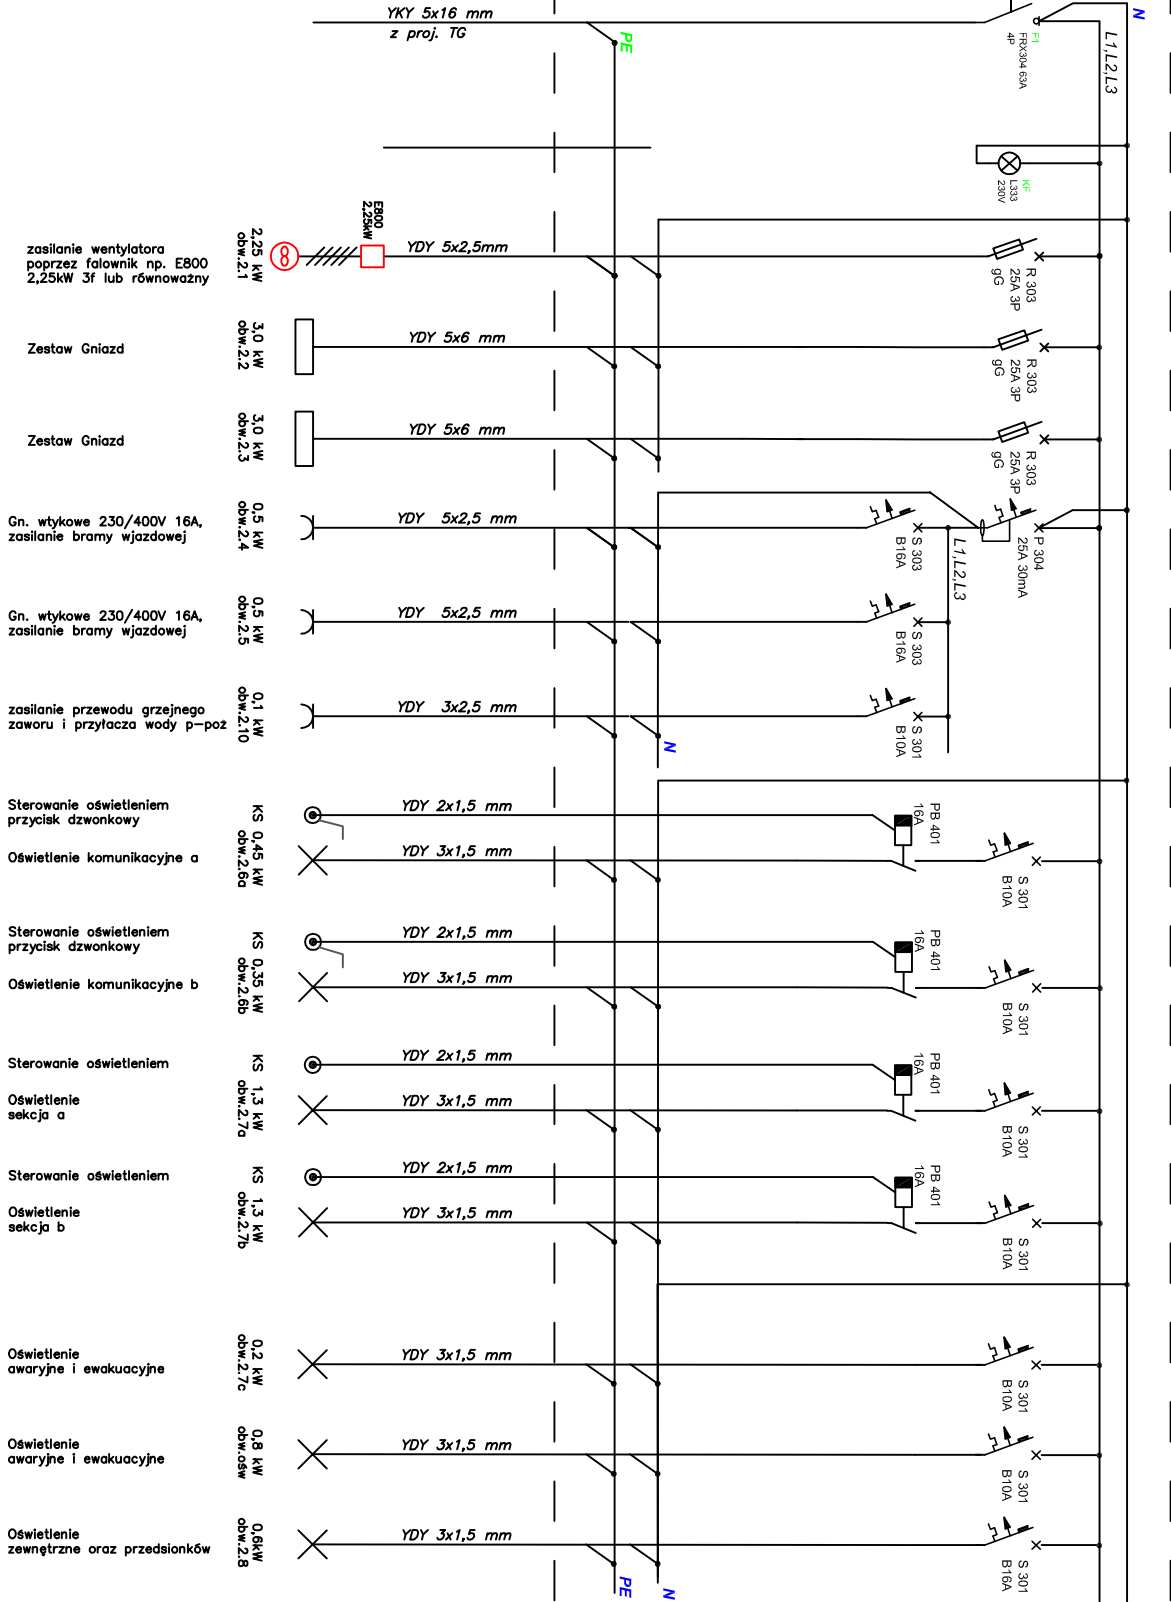 YKY 5x16 mm
z proj. TG
PE
F1
FRX304 63A
4P
L1,L2,L3
N
KF
L333
230V
zasilanie wentylatora
poprzez falownik np. E800
2,25kW 3f lub równoważny
2,25 kW
obw.2.1
E800
2,25kW
YDY 5x2,5mm
R 303
25A 3P
gG
Zestaw Gniazd
3,0 kW
obw.2.2
YDY 5x6 mm
R 303
25A 3P
gG
Zestaw Gniazd
3,0 kW
obw.2.3
YDY 5x6 mm
R 303
25A 3P
gG
Gn. wtykowe 230/400V 16A,
zasilanie bramy wjazdowej
0,5 kW
obw.2.4
YDY 5x2,5 mm
S 303
B16A
L1,L2,L3
P 304
25A 30mA
Gn. wtykowe 230/400V 16A,
zasilanie bramy wjazdowej
0,5 kW
obw.2.5
YDY 5x2,5 mm
S 303
B16A
zasilanie przewodu grzejnego
zaworu i przyłacza wody p-poż
0,1 kW
obw.2.10
YDY 3x2,5 mm
N
S 301
B10A
Sterowanie oświetleniem
przycisk dzwonkowy
KS
YDY 2x1,5 mm
PB 401
16A
Oświetlenie komunikacyjne a
0,45 kW
obw.2.6a
YDY 3x1,5 mm
S 301
B10A
Sterowanie oświetleniem
przycisk dzwonkowy
KS
YDY 2x1,5 mm
PB 401
16A
Oświetlenie komunikacyjne b
0,35 kW
obw.2.6b
YDY 3x1,5 mm
S 301
B10A
Sterowanie oświetleniem
KS
YDY 2x1,5 mm
PB 401
16A
Oświetlenie
sekcja a
1,3 kW
obw.2.7a
YDY 3x1,5 mm
S 301
B10A
Sterowanie oświetleniem
KS
YDY 2x1,5 mm
PB 401
16A
Oświetlenie
sekcja b
1,3 kW
obw.2.7b
YDY 3x1,5 mm
S 301
B10A
Oświetlenie
awaryjne i ewakuacyjne
0,2 kW
obw.2.7c
YDY 3x1,5 mm
S 301
B10A
Oświetlenie
awaryjne i ewakuacyjne
0,8 kW
obw.ośw
YDY 3x1,5 mm
S 301
B10A
Oświetlenie
zewnętrzne oraz przedsionków
0,6kW
obw.2.8
YDY 3x1,5 mm
S 301
B16A
PE
N